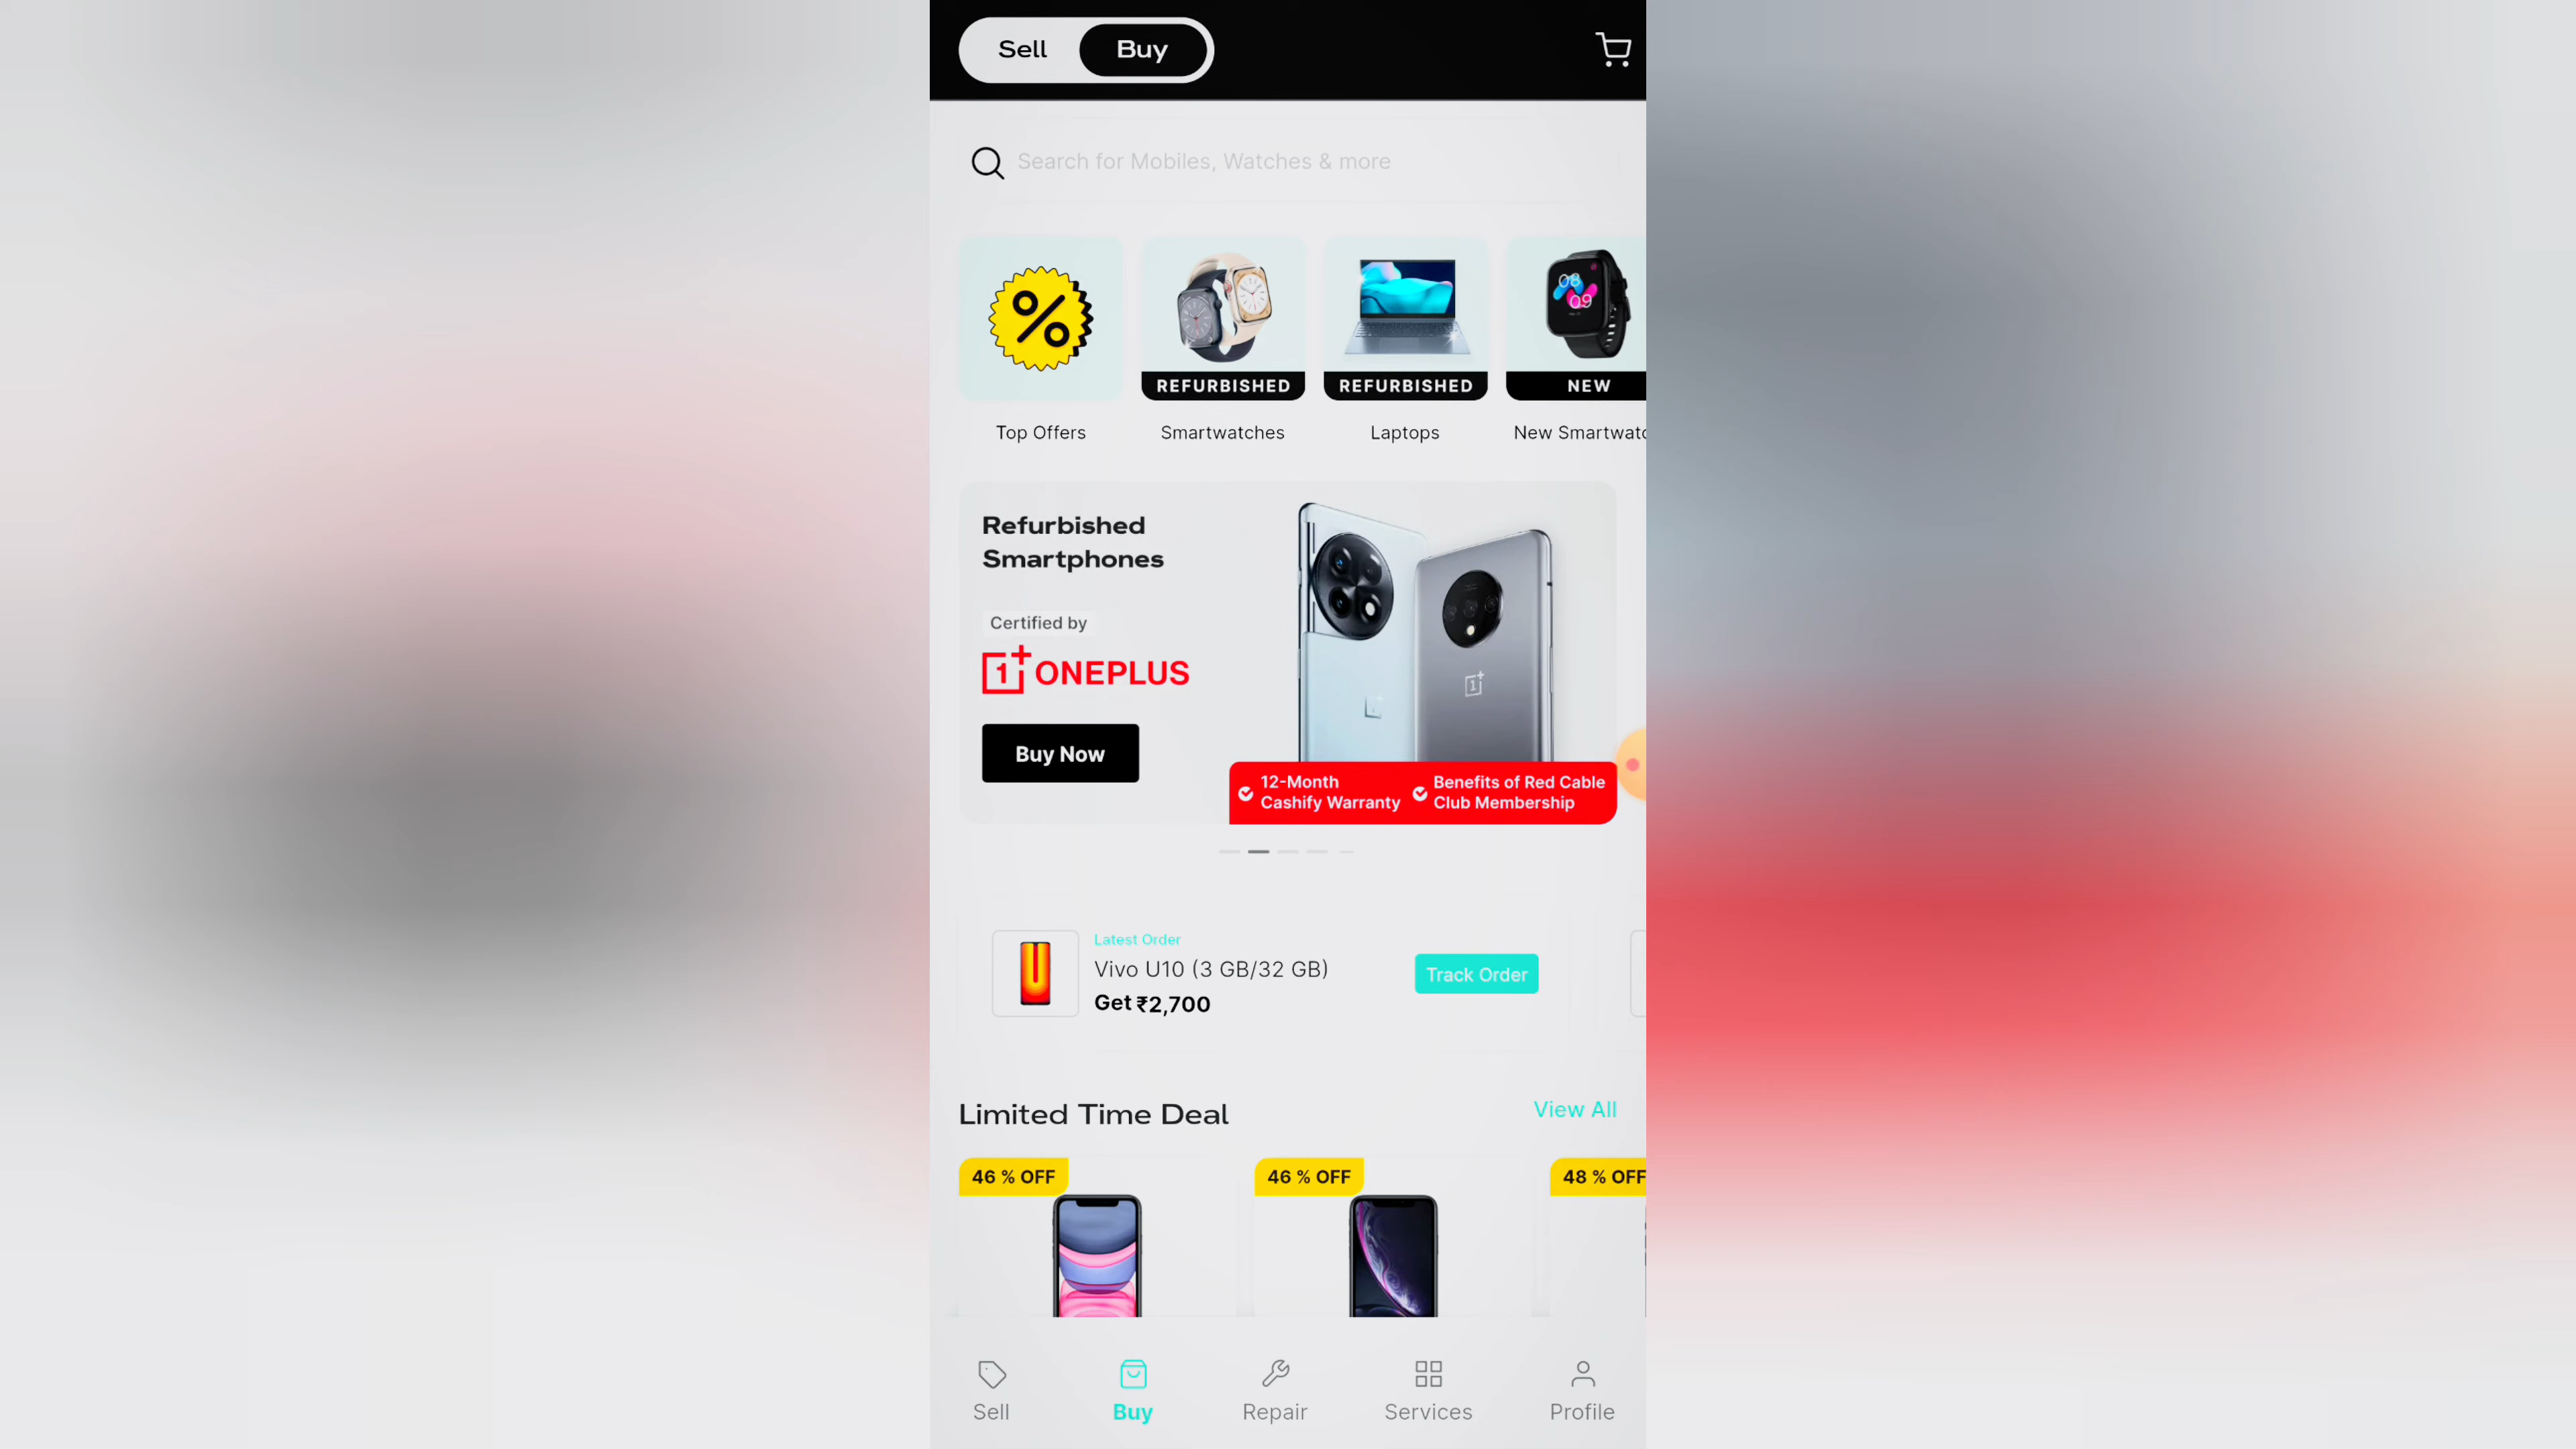 Sell Buy
Search for Mobiles, Watches & more
REFURBISHED REFURBISHED NEW
Top Offers Smartwatches Laptops New Smartwatc
08
09
Refurbished
Smartphones
Certified by
1+ ONEPLUS
Buy Now
12-Month
Cashify Warranty
Benefits of Red Cable
Club Membership
Latest Order
Vivo U10 (3 GB/32 GB)
Get ₹2,700
Track Order
Limited Time Deal
View All
46 % OFF 46 % OFF 48 % OFF
Sell Buy Repair Services Profile